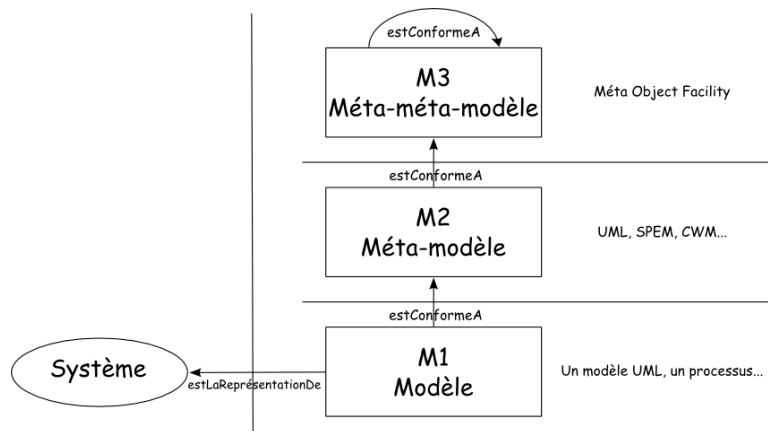 estConformeA
M3
Méta-méta-modèle
Méta Object Facility
estConformeA
M2
Méta-modèle
UML, SPEM, CWM...
estConformeA
M1
Modèle
Un modèle UML, un processus...
Système
estLaReprésentationDe